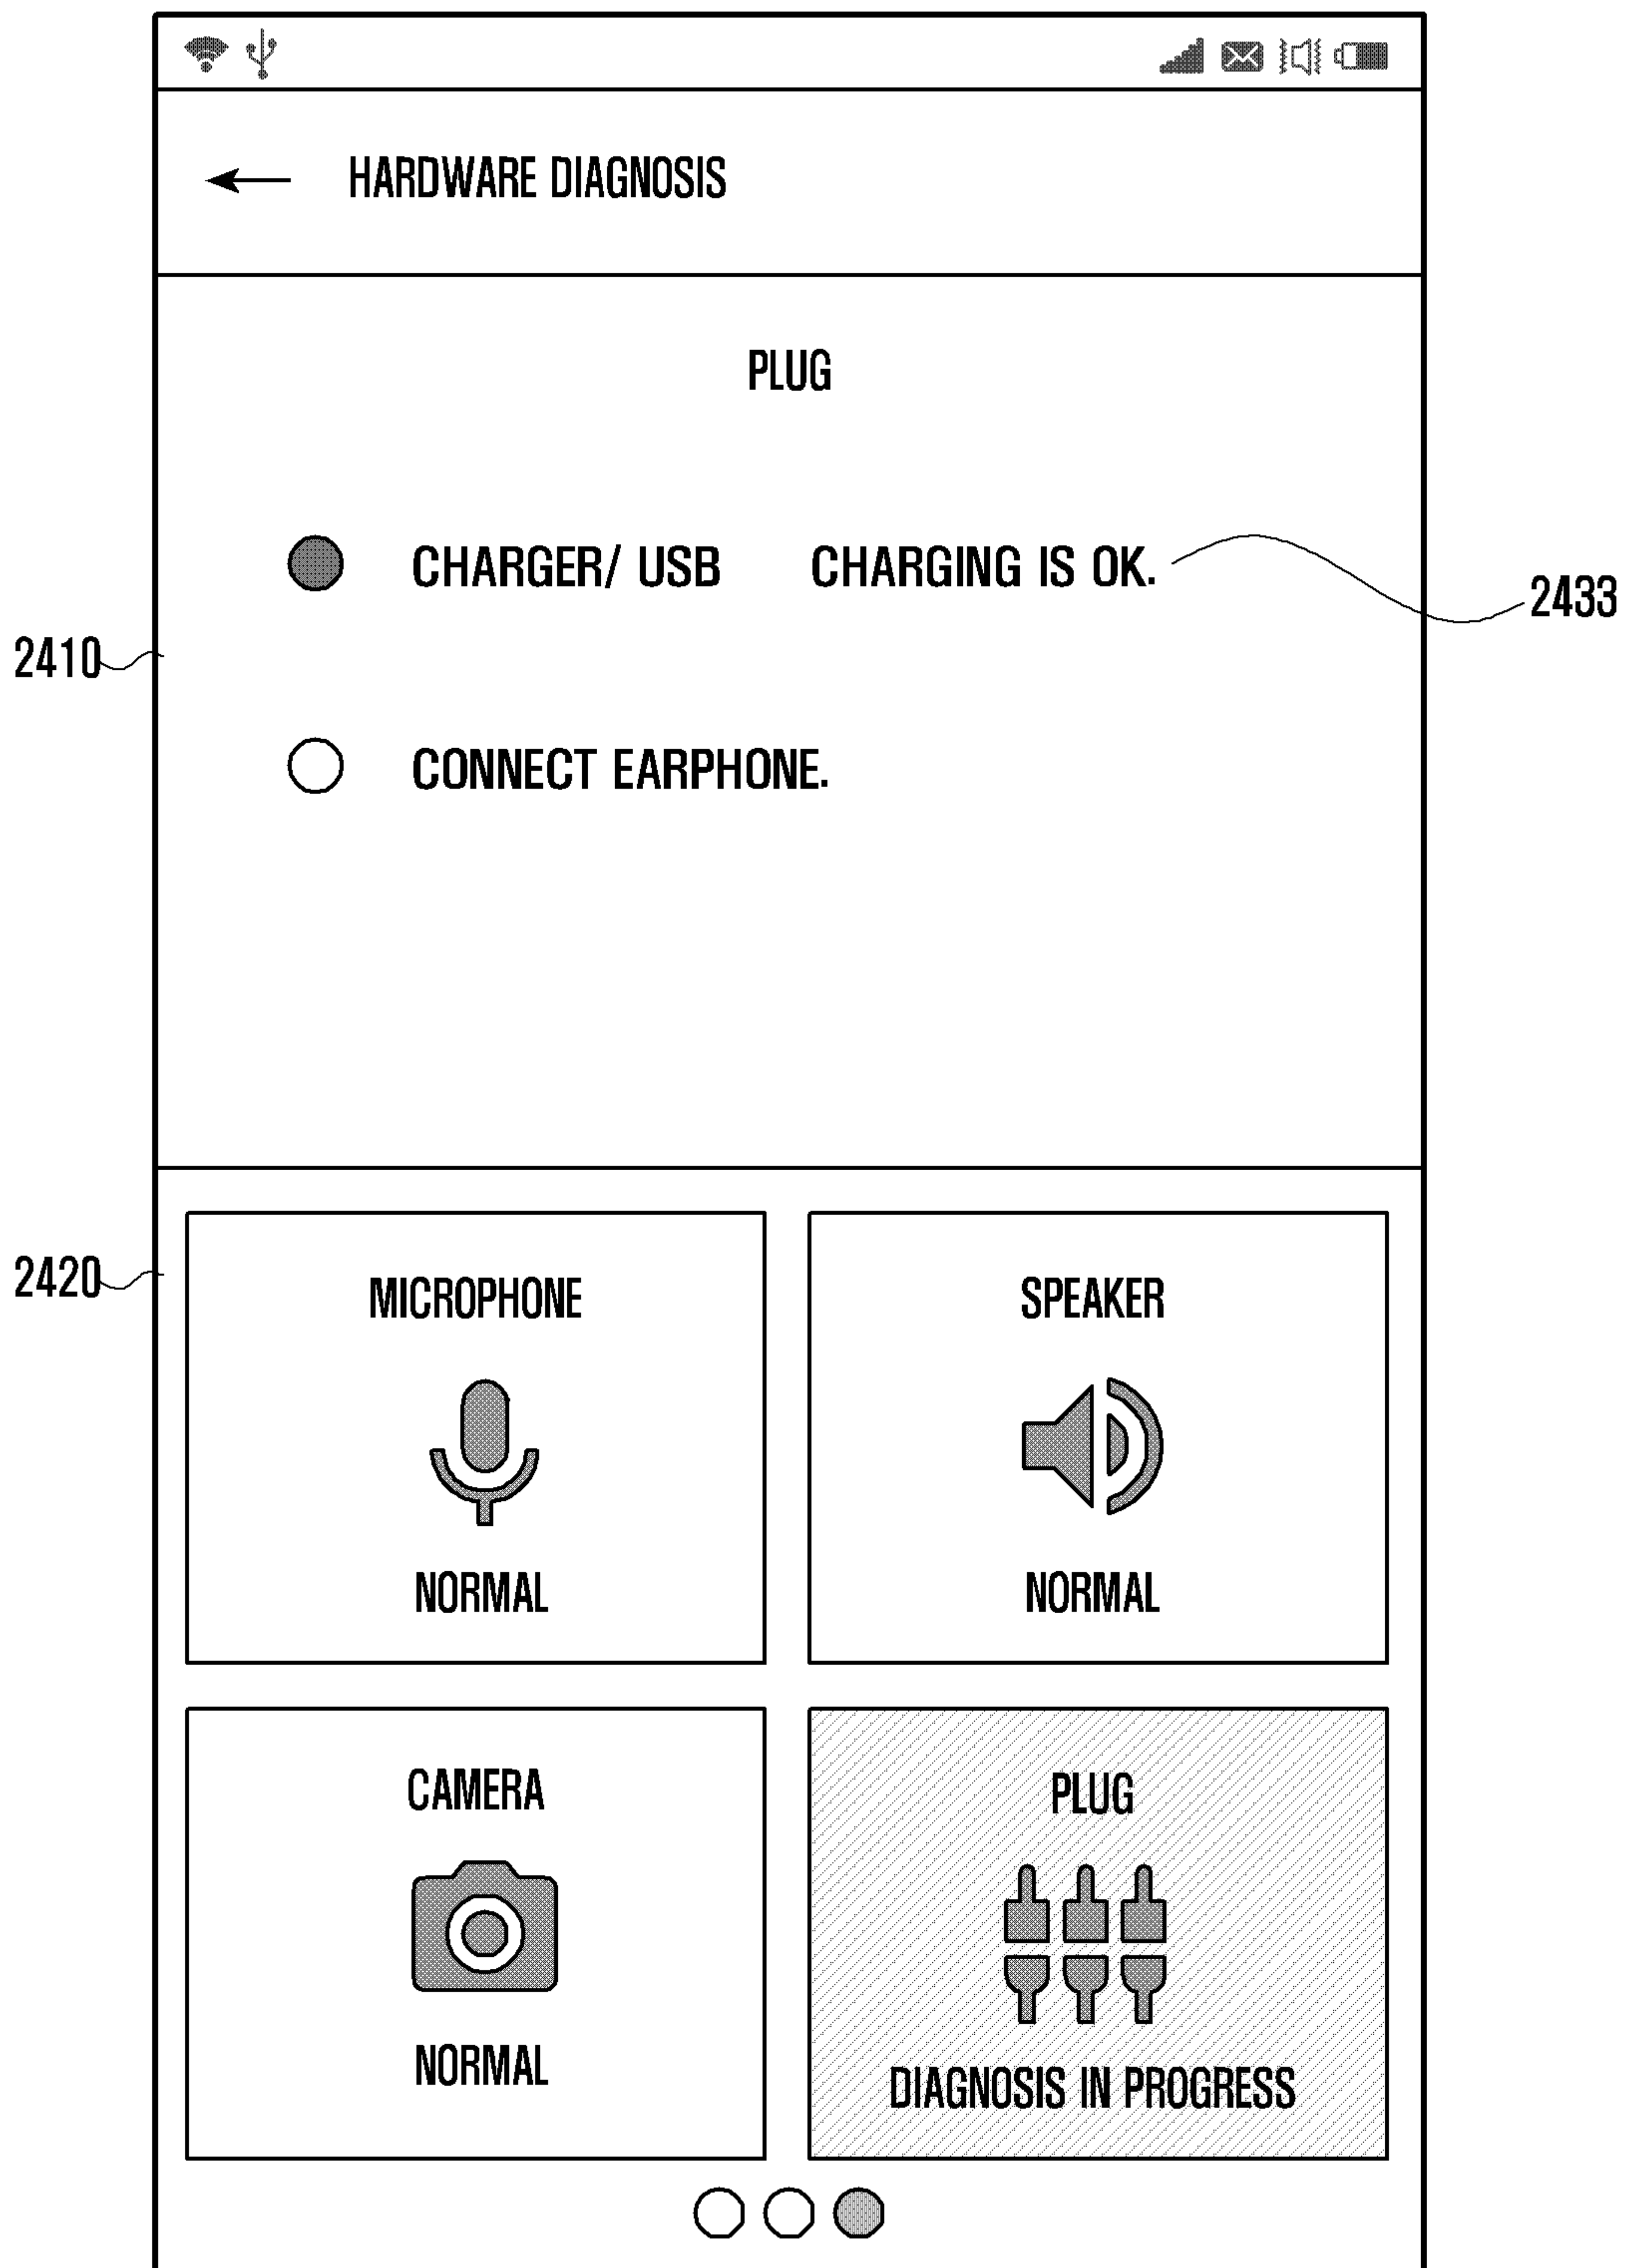 HARDWARE DIAGNOSIS
PLUG
CHARGER/ USB CHARGING IS OK.
2433
2410
CONNECT EARPHONE.
2420
MICROPHONE
SPEAKER
NORMAL
NORMAL
CAMERA
PLUG
NORMAL
DIAGNOSIS IN PROGRESS